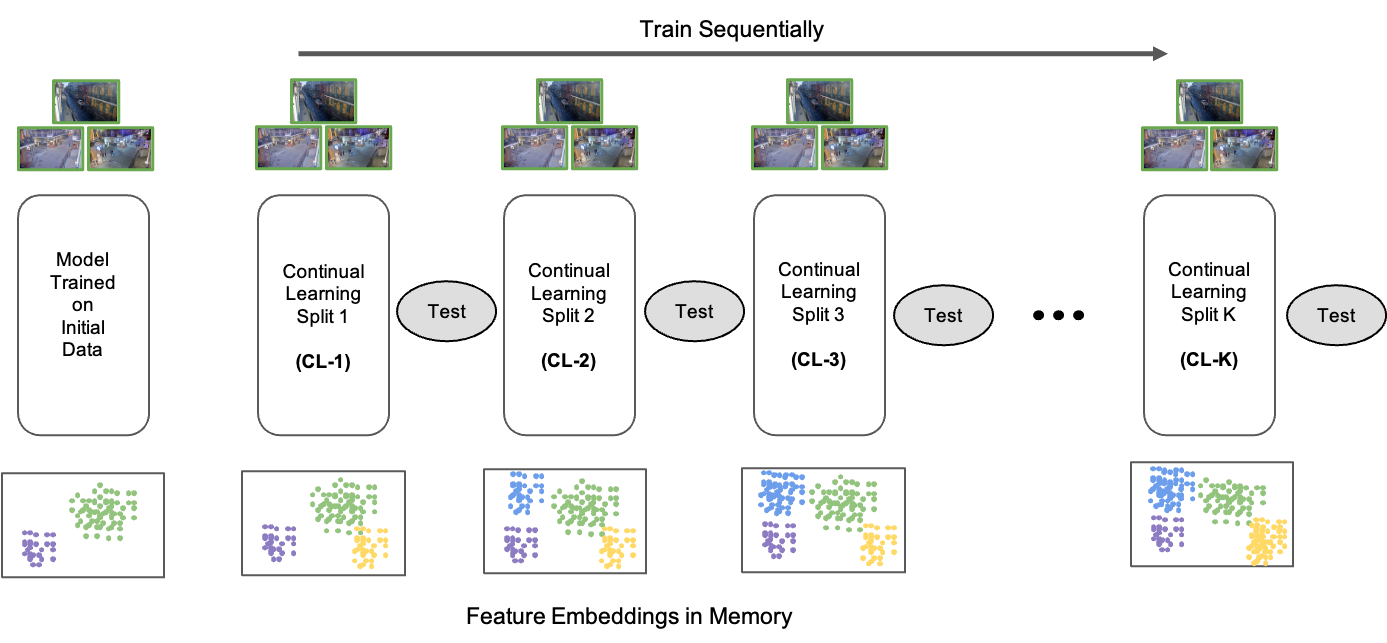 Train Sequentially
Model
Trained
on
Initial
Data
Continual
Learning
Split 1
(CL-1)
Test
Continual
Learning
Split 2
(CL-2)
Test
Continual
Learning
Split 3
(CL-3)
Test
Continual
Learning
Split K
(CL-K)
Test
Feature Embeddings in Memory